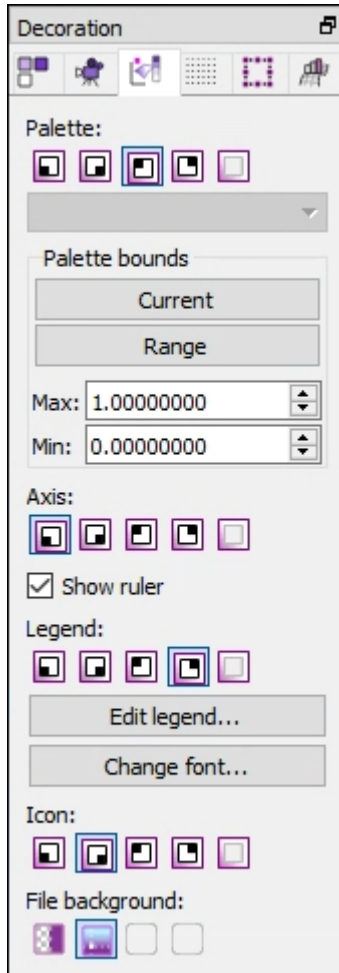 Decoration
Palette:
Palette bounds
Current
Range
Max: 1.00000000
Min: 0.00000000
Axis:
Show ruler
Legend:
Edit legend...
Change font...
Icon:
File background: